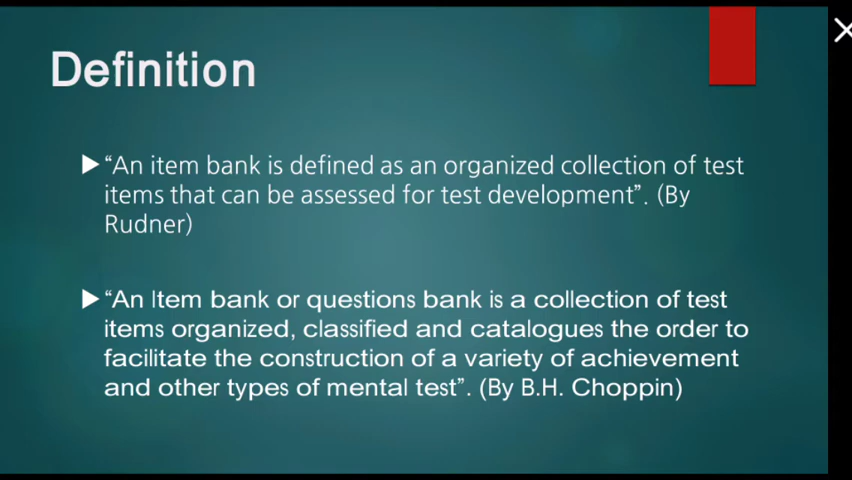 Definition
“An item bank is defined as an organized collection of test
items that can be assessed for test development”. (By
Rudner)
“An Item bank or questions bank is a collection of test
items organized, classified and catalogues the order to
facilitate the construction of a variety of achievement
and other types of mental test”. (By B.H. Choppin)